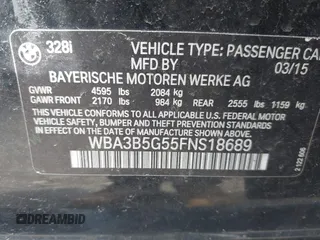 328i
VEHICLE TYPE: PASSENGER CA
MFD BY 03/15
BAYERISCHE MOTOREN WERKE AG
GVWR 4595 lbs 2084 kg
GAWR FRONT 2170 lbs 984 kg REAR 2555 lbs 1159 kg
THIS VEHICLE CONFORMS TO ALL APPLICABLE
U.S. FEDERAL MOTOR VEHICLE SAFETY, BUMPER, AND
THEFT PREVENTION STANDARDS IN EFFECT ON THE
DATE OF MANUFACTURE SHOWN ABOVE.
WBA3B5G55FNS18689
DREAMBID